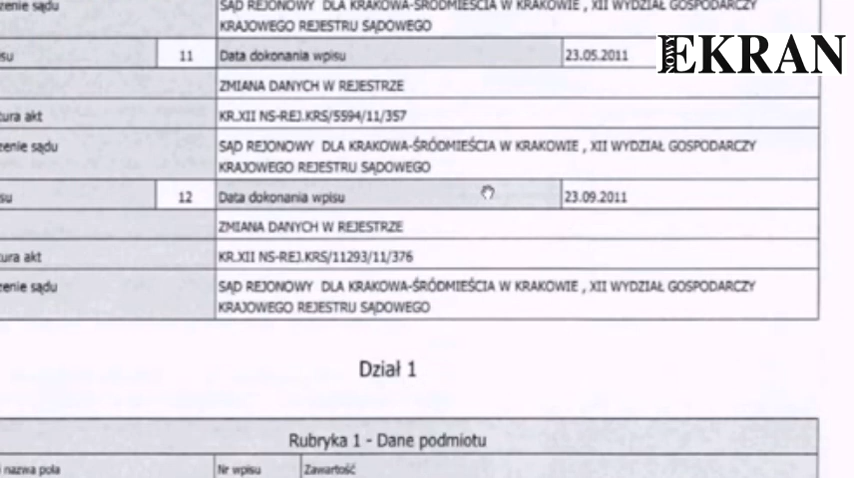 zenie sądu SĄD REJONOWY DLA KRAKOWA-ŚRÓDMIEŚCIA W KRAKOWIE , XII WYDZIAŁ GOSPODARCZY
KRAJOWEGO REJESTRU SĄDOWEGO
su 11 Data dokonania wpisu 23.05.2011
NOWY EKRAN
ZMIANA DANYCH W REJESTRZE
tura akt KR.XII NS-REJ.KRS/5594/11/357
zenie sądu SĄD REJONOWY DLA KRAKOWA-ŚRÓDMIEŚCIA W KRAKOWIE , XII WYDZIAŁ GOSPODARCZY
KRAJOWEGO REJESTRU SĄDOWEGO
su 12 Data dokonania wpisu 23.09.2011
ZMIANA DANYCH W REJESTRZE
tura akt KR.XII NS-REJ.KRS/11293/11/376
zenie sądu SĄD REJONOWY DLA KRAKOWA-ŚRÓDMIEŚCIA W KRAKOWIE , XII WYDZIAŁ GOSPODARCZY
KRAJOWEGO REJESTRU SĄDOWEGO
Dział 1
Rubryka 1 - Dane podmiotu
i nazwa pola Nr wpisu Zawartość